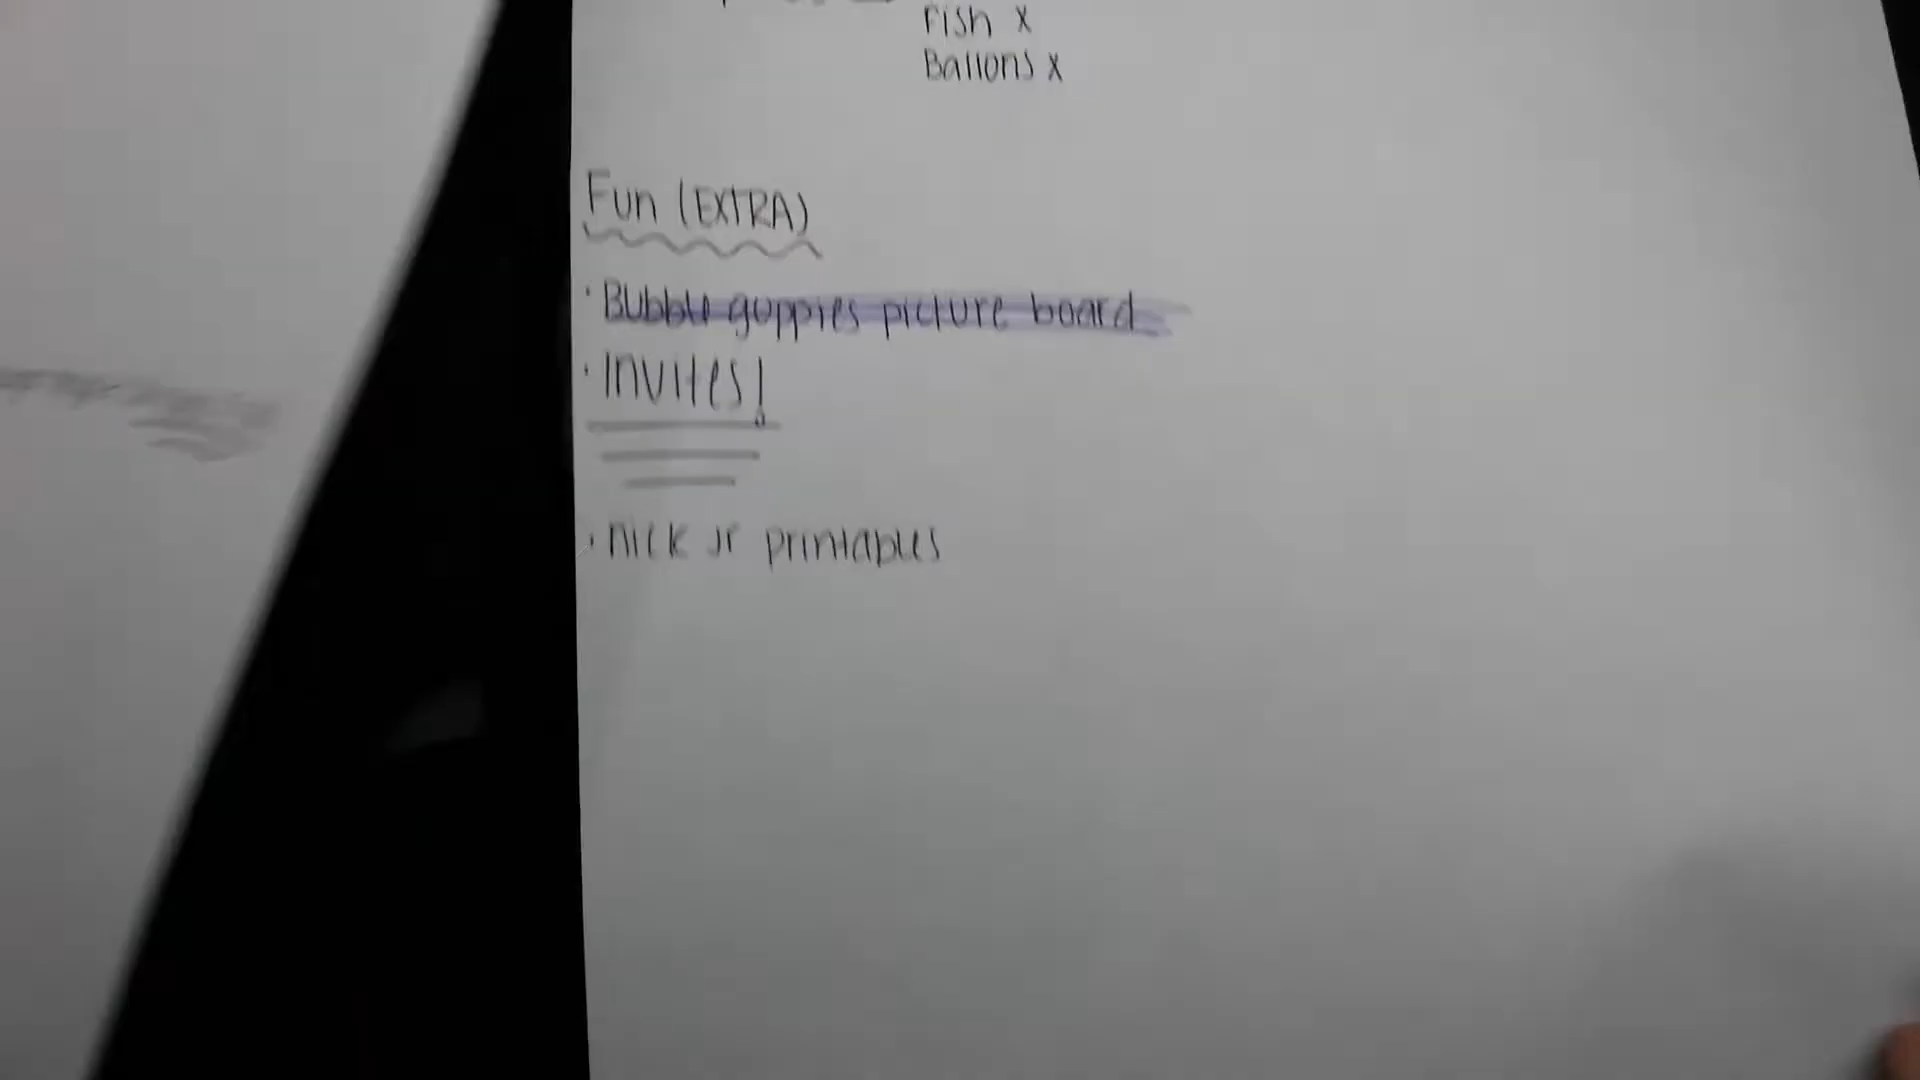 Fish x
Ballons x
Fun (EXTRA)
· Bubble guppies picture board
· Invites!
· nick jr printables